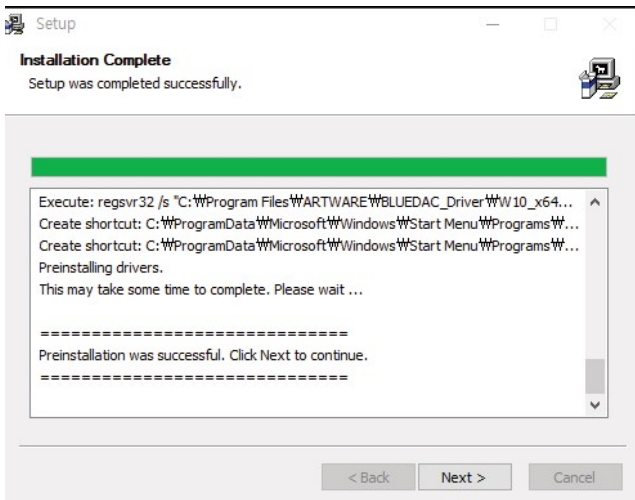 Setup
Installation Complete
Setup was completed successfully.
Execute: regsvr32 /s "C:₩Program Files₩ARTWARE₩BLUEDAC_Driver₩W10_x64...
Create shortcut: C:₩ProgramData₩Microsoft₩Windows₩Start Menu₩Programs₩...
Create shortcut: C:₩ProgramData₩Microsoft₩Windows₩Start Menu₩Programs₩...
Preinstalling drivers.
This may take some time to complete. Please wait ...
==============================
Preinstallation was successful. Click Next to continue.
==============================
< Back Next > Cancel